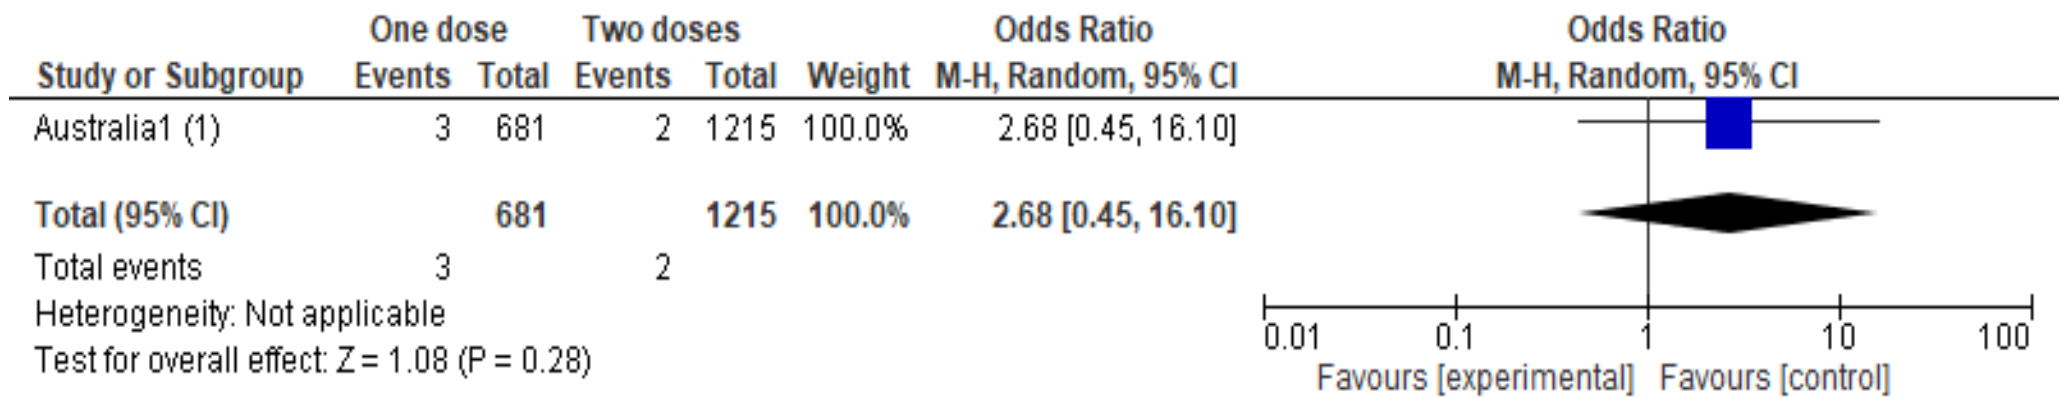 One dose Two doses Odds Ratio Odds Ratio
Study or Subgroup Events Total Events Total Weight M-H, Random, 95% CI M-H, Random, 95% CI
Australia1 (1) 3 681 2 1215 100.0% 2.68 [0.45, 16.10]
Total (95% CI) 681 1215 100.0% 2.68 [0.45, 16.10]
Total events 3 2
Heterogeneity: Not applicable
0.01 0.1 1 10 100
Test for overall effect: Z = 1.08 (P = 0.28)
Favours [experimental] Favours [control]